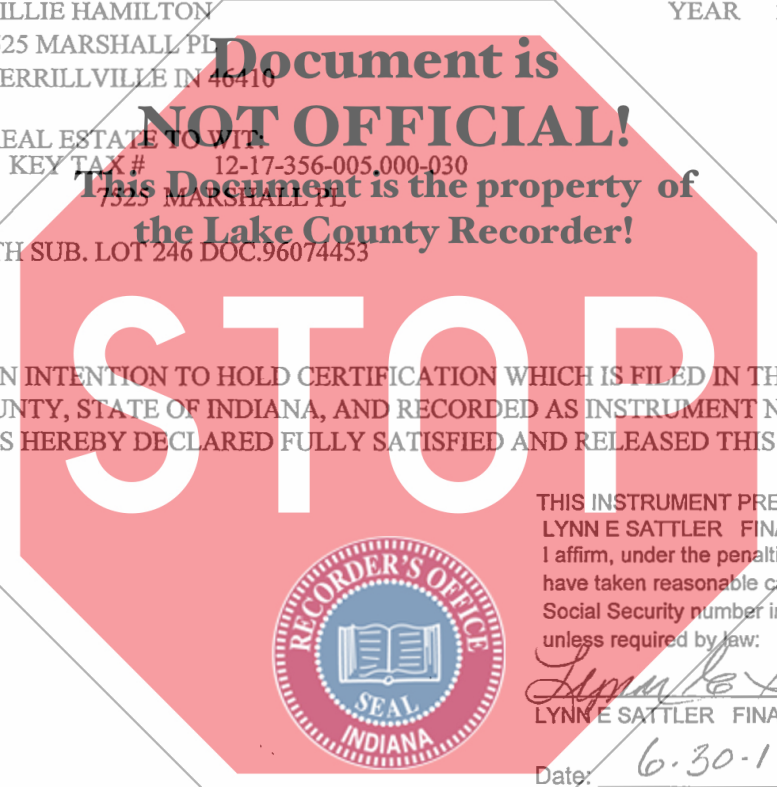 ILLIE HAMILTON YEAR
25 MARSHALL PL
ERRILLVILLE IN 46410
Document is
NOT OFFICIAL!
REAL ESTATE TO WIT:
KEY TAX # 12-17-356-005.000-030
This Document is the property of
7525 MARSHALL PL
the Lake County Recorder!
TH SUB. LOT 246 DOC.96074453
STOP
N INTENTION TO HOLD CERTIFICATION WHICH IS FILED IN TH
UNTY, STATE OF INDIANA, AND RECORDED AS INSTRUMENT N
S HEREBY DECLARED FULLY SATISFIED AND RELEASED THIS
THIS INSTRUMENT PRE
LYNN E SATTLER FINA
I affirm, under the penalti
have taken reasonable ca
Social Security number in
unless required by law:
LYNN E SATTLER FINA
Date: 6-30-1
RECORDER'S OFFICE
SEAL
INDIANA